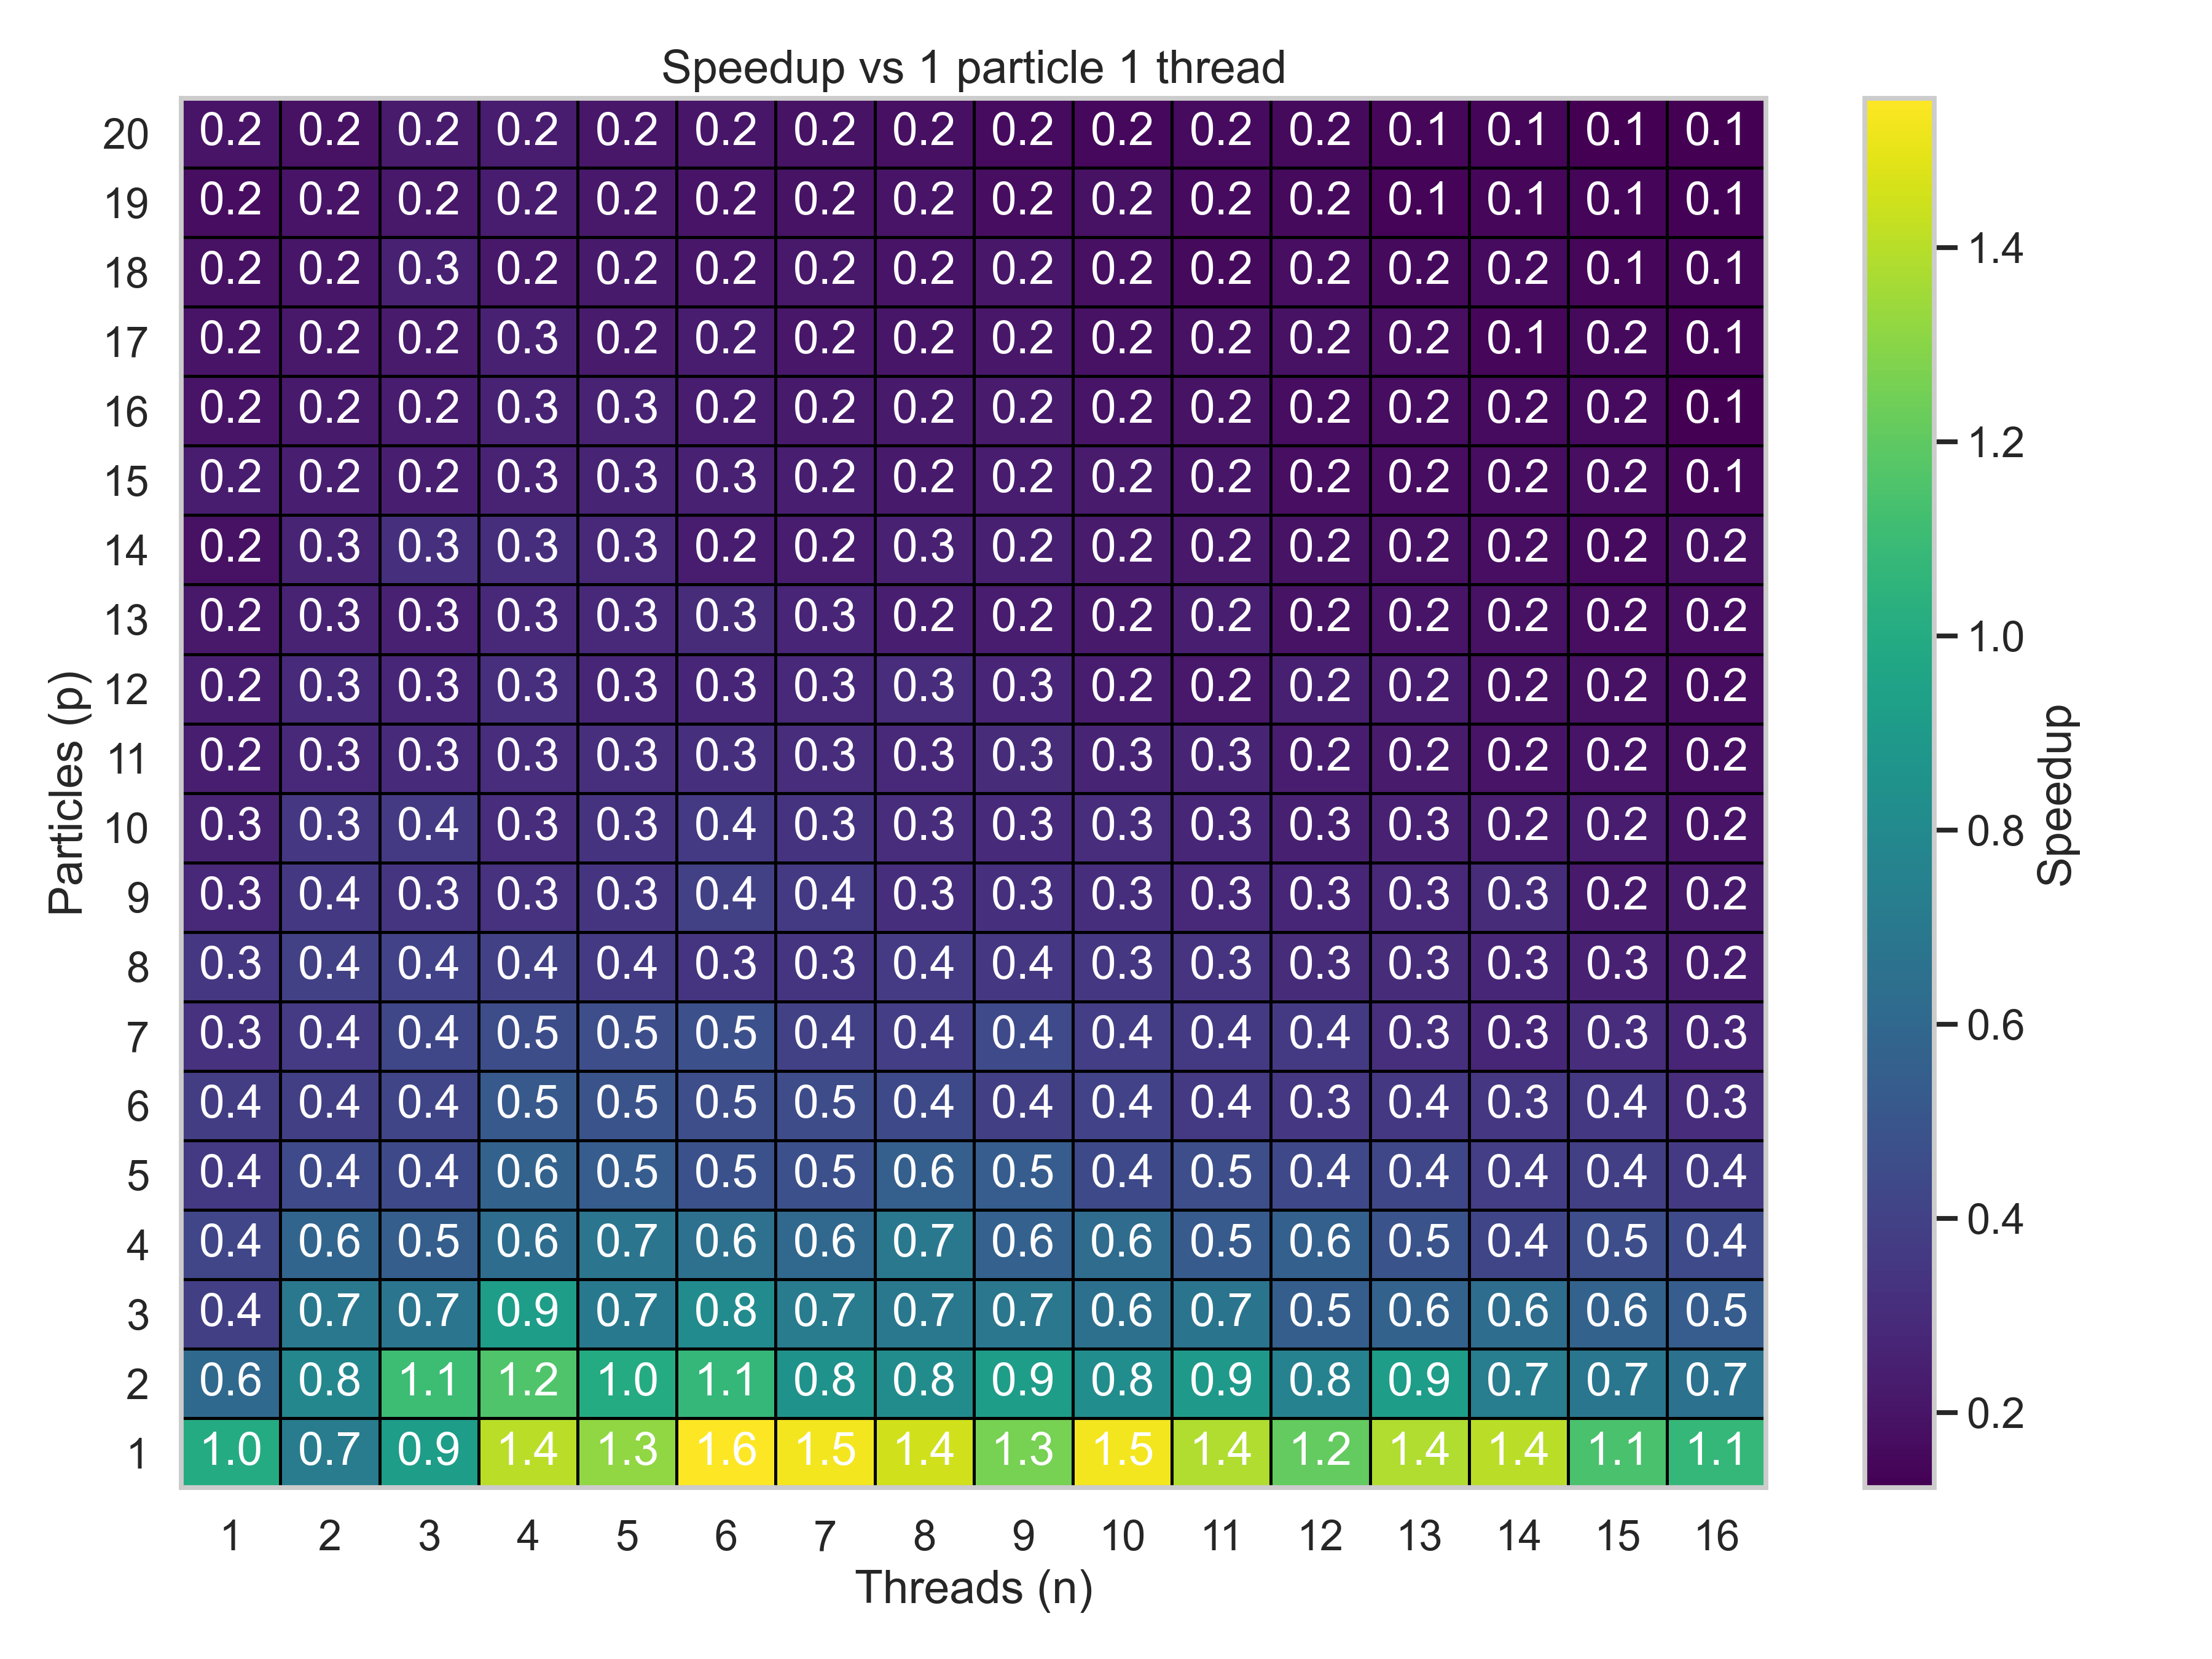 Speedup vs 1 particle 1 thread
20 0.2 0.2 0.2 0.2 0.2 0.2 0.2 0.2 0.2 0.2 0.2 0.2 0.1 0.1 0.1 0.1
19 0.2 0.2 0.2 0.2 0.2 0.2 0.2 0.2 0.2 0.2 0.2 0.2 0.1 0.1 0.1 0.1
18 0.2 0.2 0.3 0.2 0.2 0.2 0.2 0.2 0.2 0.2 0.2 0.2 0.2 0.2 0.1 0.1
17 0.2 0.2 0.2 0.3 0.2 0.2 0.2 0.2 0.2 0.2 0.2 0.2 0.2 0.1 0.2 0.1
16 0.2 0.2 0.2 0.3 0.3 0.2 0.2 0.2 0.2 0.2 0.2 0.2 0.2 0.2 0.2 0.1
15 0.2 0.2 0.2 0.3 0.3 0.3 0.2 0.2 0.2 0.2 0.2 0.2 0.2 0.2 0.2 0.1
14 0.2 0.3 0.3 0.3 0.3 0.2 0.2 0.3 0.2 0.2 0.2 0.2 0.2 0.2 0.2 0.2
13 0.2 0.3 0.3 0.3 0.3 0.3 0.3 0.2 0.2 0.2 0.2 0.2 0.2 0.2 0.2 0.2
12 0.2 0.3 0.3 0.3 0.3 0.3 0.3 0.3 0.3 0.2 0.2 0.2 0.2 0.2 0.2 0.2
11 0.2 0.3 0.3 0.3 0.3 0.3 0.3 0.3 0.3 0.3 0.3 0.2 0.2 0.2 0.2 0.2
10 0.3 0.3 0.4 0.3 0.3 0.4 0.3 0.3 0.3 0.3 0.3 0.3 0.3 0.2 0.2 0.2
9 0.3 0.4 0.3 0.3 0.3 0.4 0.4 0.3 0.3 0.3 0.3 0.3 0.3 0.3 0.2 0.2
8 0.3 0.4 0.4 0.4 0.4 0.3 0.3 0.4 0.4 0.3 0.3 0.3 0.3 0.3 0.3 0.2
7 0.3 0.4 0.4 0.5 0.5 0.5 0.4 0.4 0.4 0.4 0.4 0.4 0.3 0.3 0.3 0.3
6 0.4 0.4 0.4 0.5 0.5 0.5 0.5 0.4 0.4 0.4 0.4 0.3 0.4 0.3 0.4 0.3
5 0.4 0.4 0.4 0.6 0.5 0.5 0.5 0.6 0.5 0.4 0.5 0.4 0.4 0.4 0.4 0.4
4 0.4 0.6 0.5 0.6 0.7 0.6 0.6 0.7 0.6 0.6 0.5 0.6 0.5 0.4 0.5 0.4
3 0.4 0.7 0.7 0.9 0.7 0.8 0.7 0.7 0.7 0.6 0.7 0.5 0.6 0.6 0.6 0.5
2 0.6 0.8 1.1 1.2 1.0 1.1 0.8 0.8 0.9 0.8 0.9 0.8 0.9 0.7 0.7 0.7
1 1.0 0.7 0.9 1.4 1.3 1.6 1.5 1.4 1.3 1.5 1.4 1.2 1.4 1.4 1.1 1.1
1 2 3 4 5 6 7 8 9 10 11 12 13 14 15 16
Threads (n)
Particles (p)
1.4
1.2
1.0
0.8
0.6
0.4
0.2
Speedup